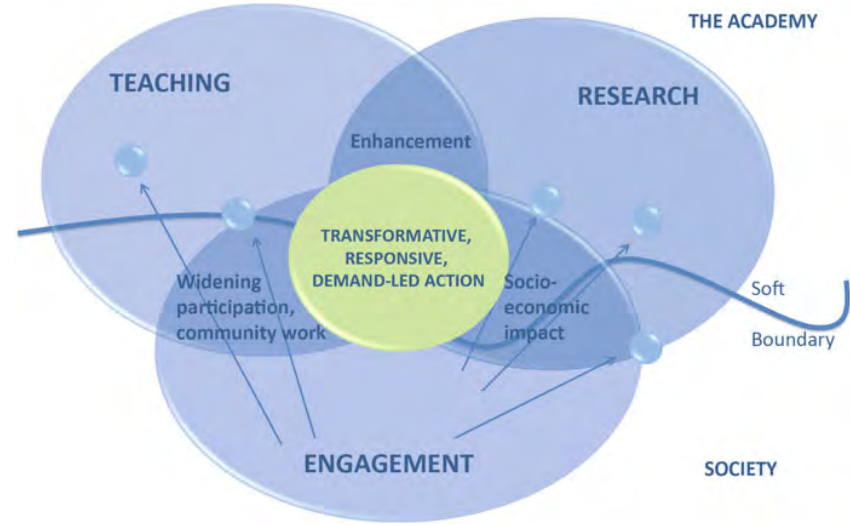 THE ACADEMY
TEACHING
RESEARCH
Enhancement
TRANSFORMATIVE,
RESPONSIVE,
DEMAND-LED ACTION
Widening
participation,
community work
Socio-
economic
impact
Soft
Boundary
ENGAGEMENT
SOCIETY